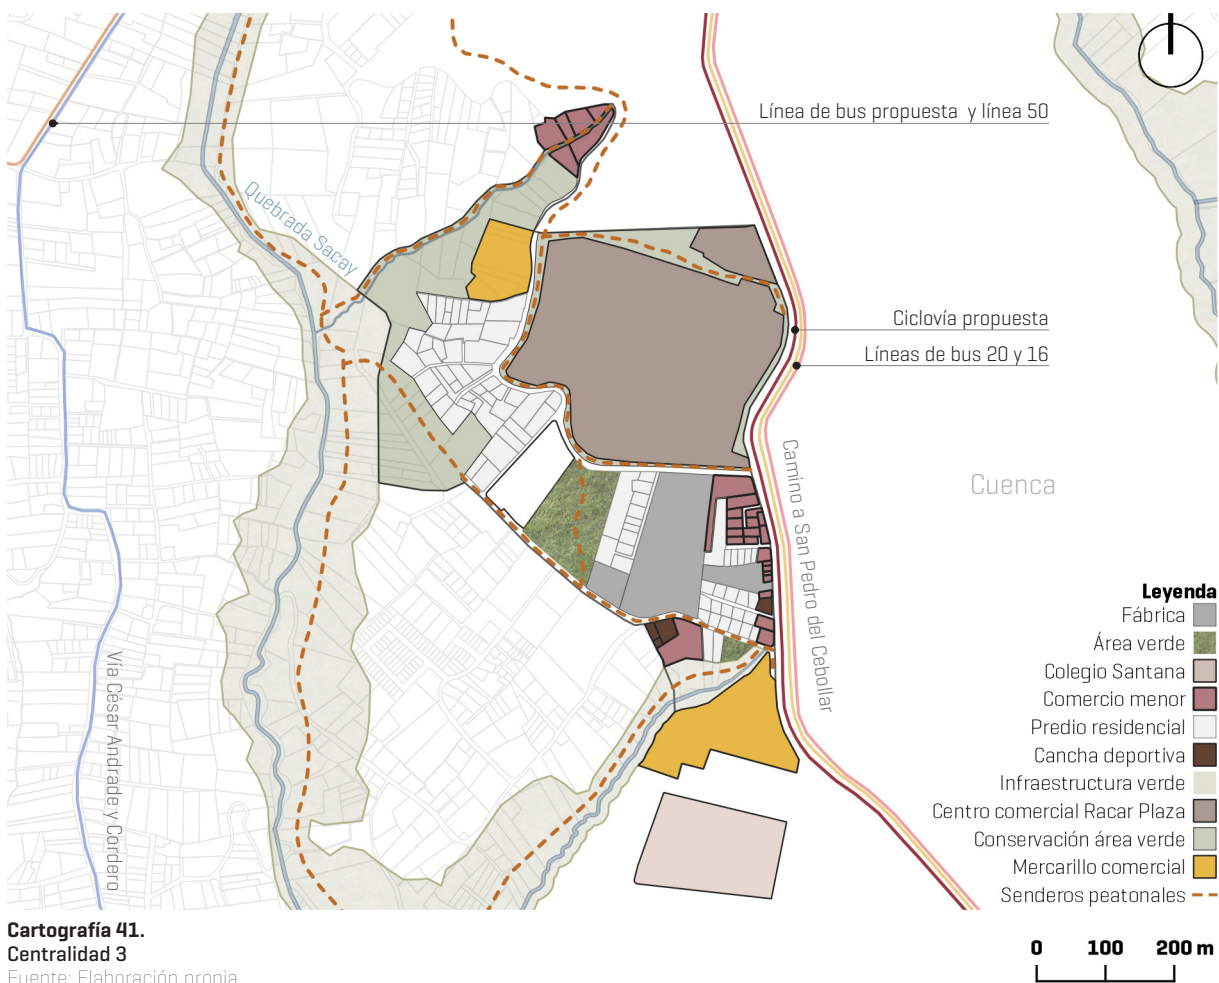 Línea de bus propuesta y línea 50
Quebrada Sacay
Ciclovía propuesta
Líneas de bus 20 y 16
Camino a San Pedro del Cebollar
Cuenca
Vía César Andrade y Cordero
Leyenda
Fábrica
Área verde
Colegio Santana
Comercio menor
Predio residencial
Cancha deportiva
Infraestructura verde
Centro comercial Racar Plaza
Conservación área verde
Mercarillo comercial
Senderos peatonales
Cartografía 41.
Centralidad 3
Fuente: Elaboración propia
0 100 200 m